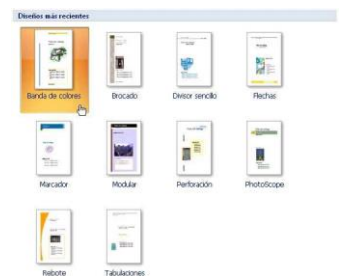 Diseños más recientes
Banda de colores
Brocado
Divisor sencillo
Flechas
Marcador
Modular
Perforación
PhotoScope
Rebote
Tabulaciones